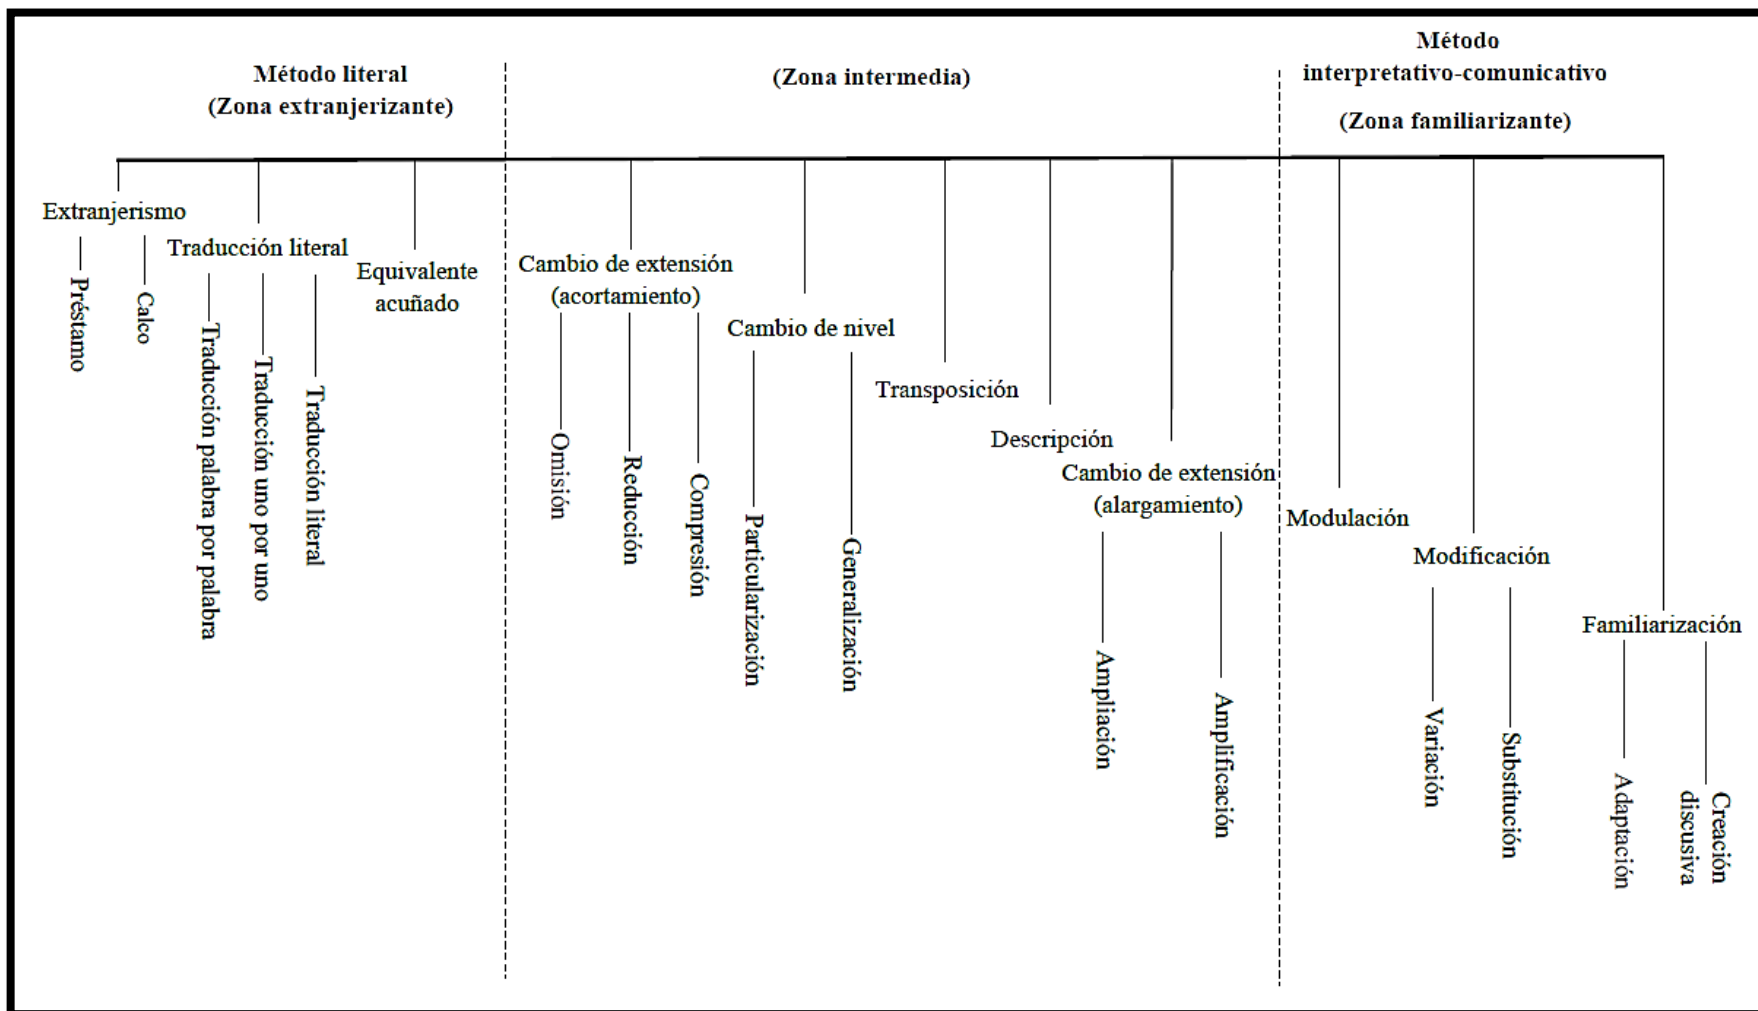 Método literal
(Zona extranjerizante)
(Zona intermedia)
Método
interpretativo-comunicativo
(Zona familiarizante)
Extranjerismo
Préstamo
Calco
Traducción literal
Traducción palabra por palabra
Traducción uno por uno
Traducción literal
Equivalente
acuñado
Cambio de extensión
(acortamiento)
Omisión
Reducción
Compresión
Cambio de nivel
Particularización
Generalización
Transposición
Descripción
Cambio de extensión
(alargamiento)
Ampliación
Amplificación
Modulación
Modificación
Variación
Substitución
Familiarización
Adaptación
Creación
discusiva